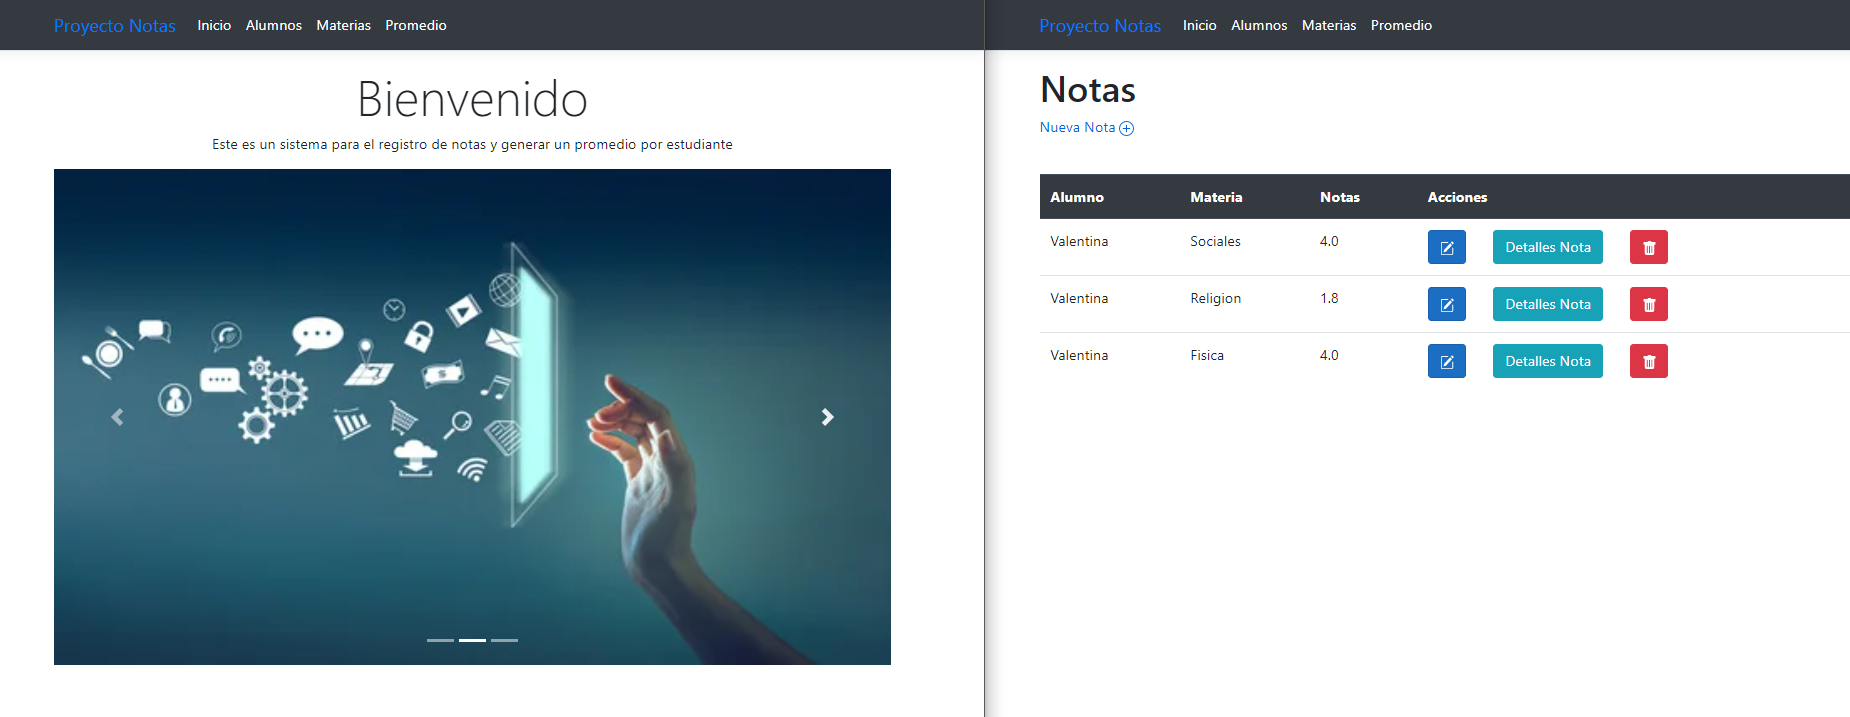 Proyecto Notas Inicio Alumnos Materias Promedio
Bienvenido
Este es un sistema para el registro de notas y generar un promedio por estudiante
Proyecto Notas Inicio Alumnos Materias Promedio
Notas
Nueva Nota
Alumno Materia Notas Acciones
Valentina Sociales 4.0 Detalles Nota
Valentina Religion 1.8 Detalles Nota
Valentina Fisica 4.0 Detalles Nota